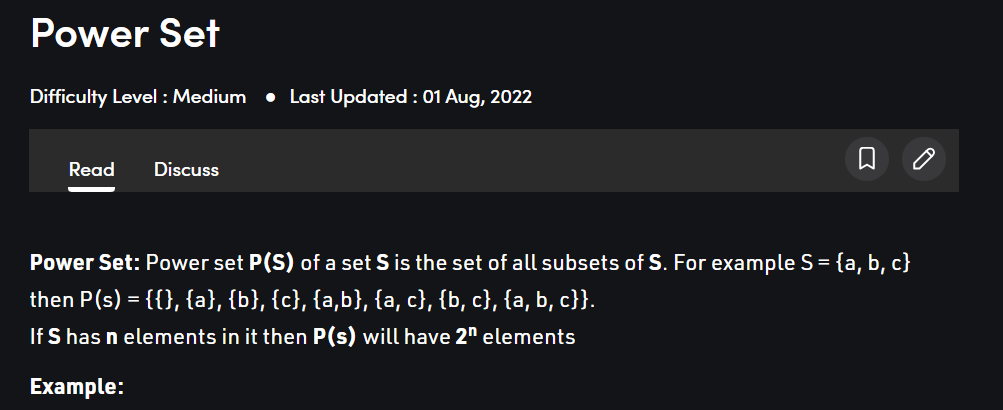 Power Set
Difficulty Level : Medium ● Last Updated : 01 Aug, 2022
Read Discuss
Power Set: Power set P(S) of a set S is the set of all subsets of S. For example S = {a, b, c}
then P(s) = {{}, {a}, {b}, {c}, {a,b}, {a, c}, {b, c}, {a, b, c}}.
If S has n elements in it then P(s) will have 2ⁿ elements
Example: